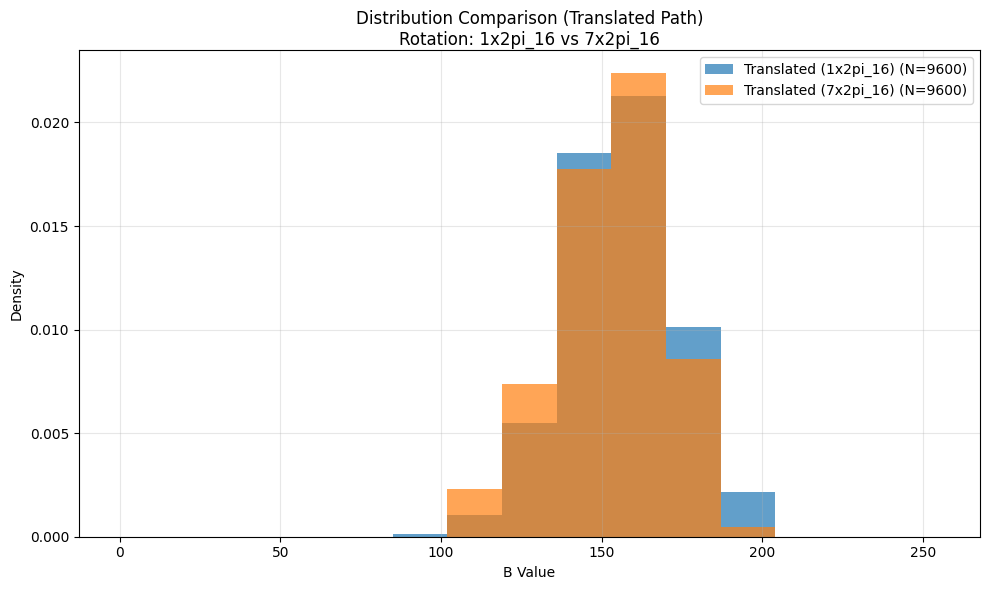 Distribution Comparison (Translated Path)
Rotation: 1x2pi_16 vs 7x2pi_16
Translated (1x2pi_16) (N=9600)
Translated (7x2pi_16) (N=9600)
Density
0.020
0.015
0.010
0.005
0.000
0 50 100 150 200 250
B Value